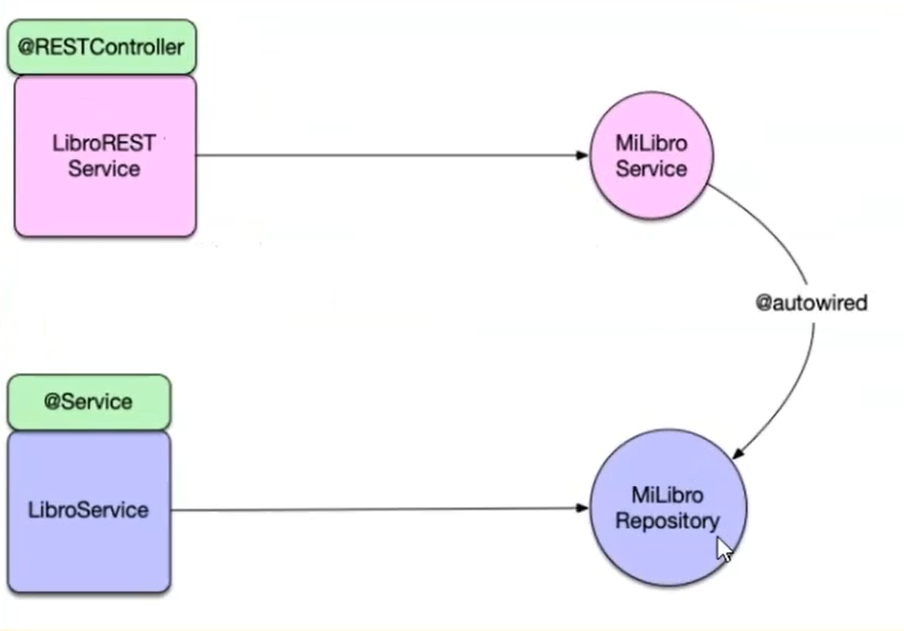 @RESTController
LibroREST
Service
MiLibro
Service
@autowired
@Service
LibroService
MiLibro
Repository